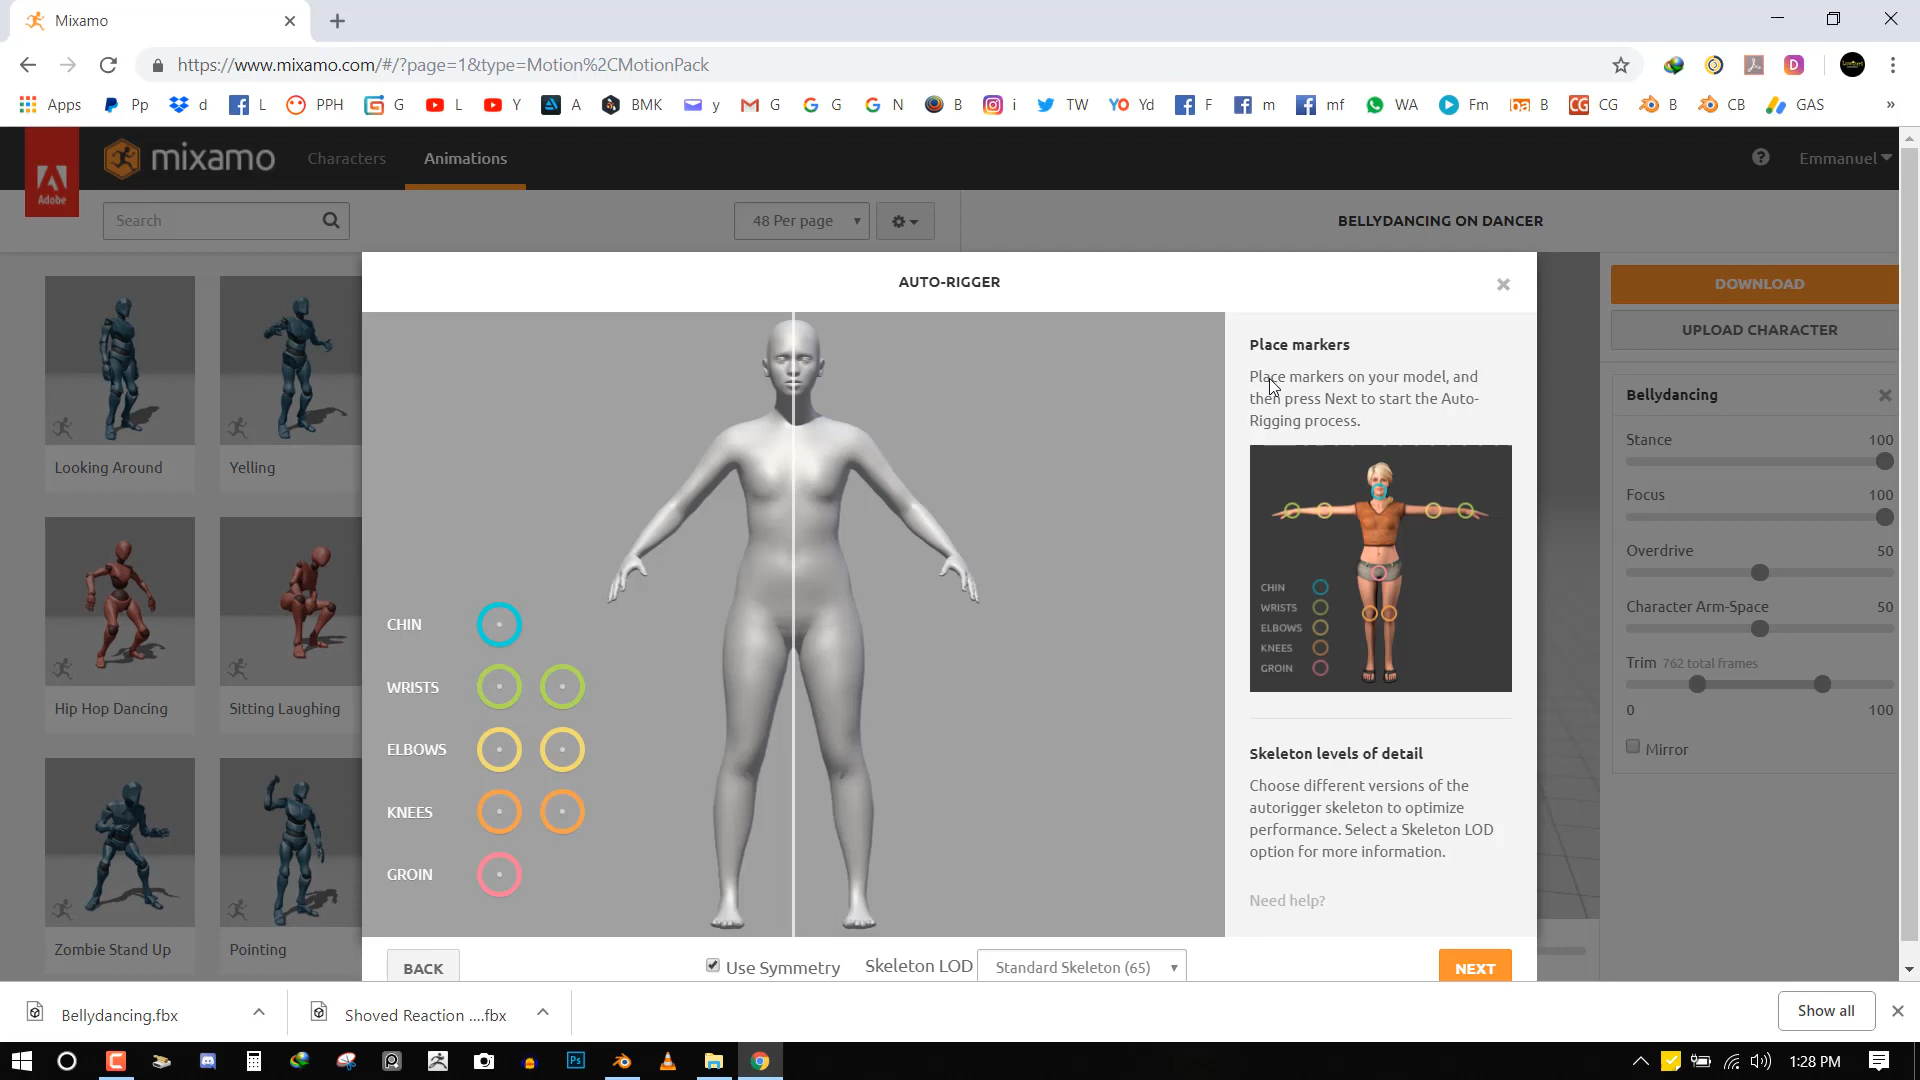 Mixamo
https://www.mixamo.com/#/?page=1&type=Motion%2CMotionPack
Apps Pp d L PPH G L Y A BMK y G G N B i TW Yd F m mf WA Fm B CG B CB GAS »
Adobe
mixamo Characters Animations Emmanuel
Search 48 Per page BELLYDANCING ON DANCER
AUTO-RIGGER
DOWNLOAD
UPLOAD CHARACTER
Looking Around Yelling
Hip Hop Dancing Sitting Laughing
Zombie Stand Up Pointing
CHIN
WRISTS
ELBOWS
KNEES
GROIN
Place markers
Place markers on your model, and
then press Next to start the Auto-
Rigging process.
CHIN
WRISTS
ELBOWS
KNEES
GROIN
Skeleton levels of detail
Choose different versions of the
autorigger skeleton to optimize
performance. Select a Skeleton LOD
option for more information.
Need help?
BACK Use Symmetry Skeleton LOD Standard Skeleton (65) NEXT
Bellydancing
Stance 100
Focus 100
Overdrive 50
Character Arm-Space 50
Trim 762 total frames
0 100
Mirror
Bellydancing.fbx Shoved Reaction ....fbx Show all
Ps 1:28 PM